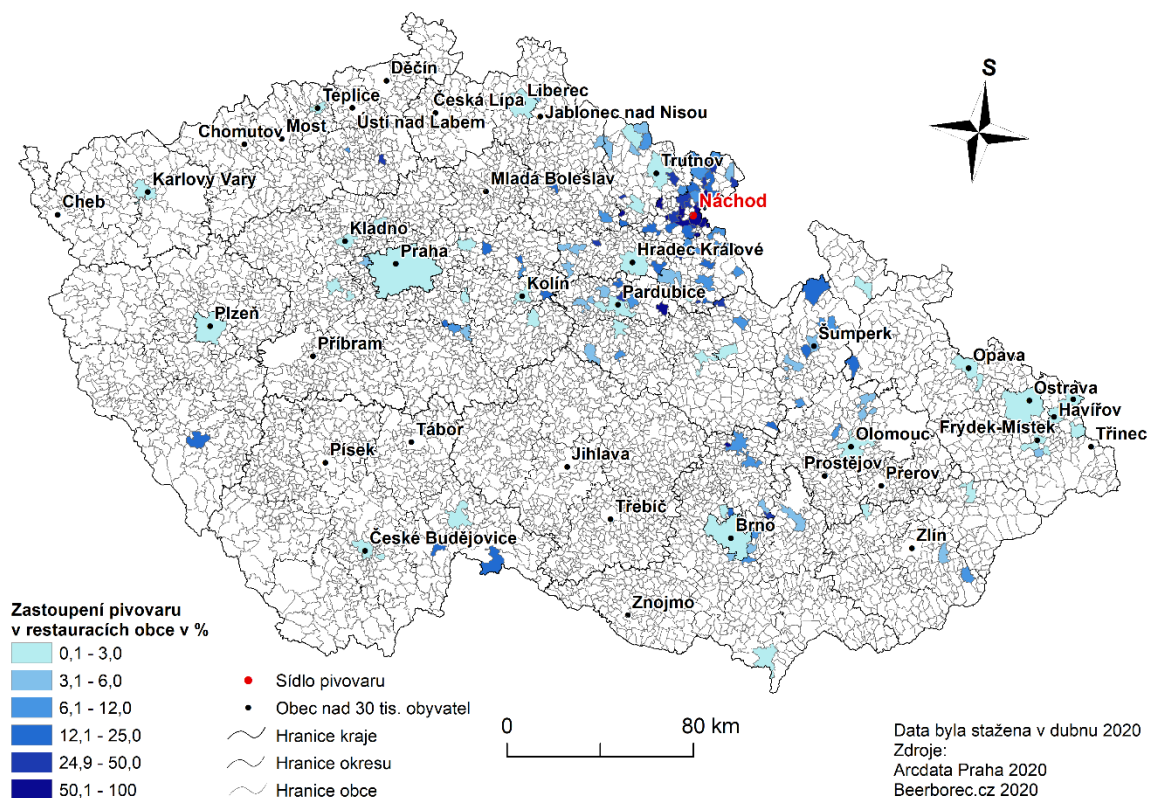 S
Děčín
Teplice
Česká Lípa
Liberec
Ústí nad Labem
Jablonec nad Nisou
Chomutov
Most
Trutnov
Karlovy Vary
Mladá Boleslav
Náchod
Cheb
Kladno
Hradec Králové
Praha
Kolín
Pardubice
Plzeň
Šumperk
Příbram
Opava
Ostrava
Havířov
Tábor
Frýdek-Místek
Olomouc
Třinec
Písek
Jihlava
Prostějov
Přerov
Třebíč
Brno
České Budějovice
Zlín
Znojmo
Zastoupení pivovaru
v restauracích obce v %
0,1 - 3,0
3,1 - 6,0
6,1 - 12,0
12,1 - 25,0
24,9 - 50,0
50,1 - 100
Sídlo pivovaru
Obec nad 30 tis. obyvatel
Hranice kraje
Hranice okresu
Hranice obce
0 80 km
Data byla stažena v dubnu 2020
Zdroje:
Arcdata Praha 2020
Beerborec.cz 2020